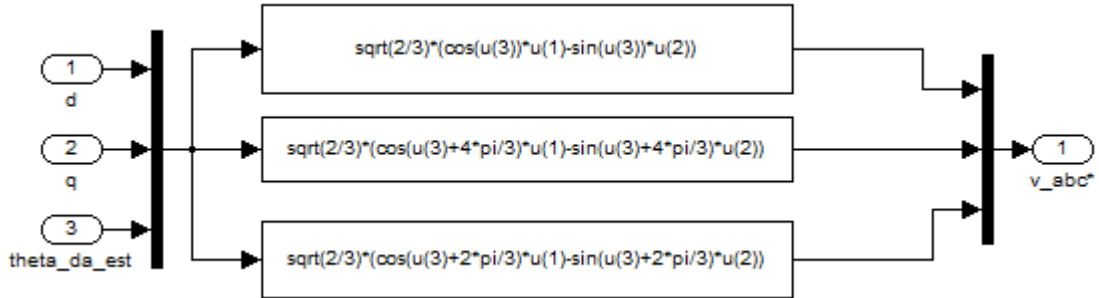 sqrt(2/3)*(cos(u(3))*u(1)-sin(u(3))*u(2))
1
d
2
q
sqrt(2/3)*(cos(u(3)+4*pi/3)*u(1)-sin(u(3)+4*pi/3)*u(2))
1
v_abc*
3
theta_da_est
sqrt(2/3)*(cos(u(3)+2*pi/3)*u(1)-sin(u(3)+2*pi/3)*u(2))